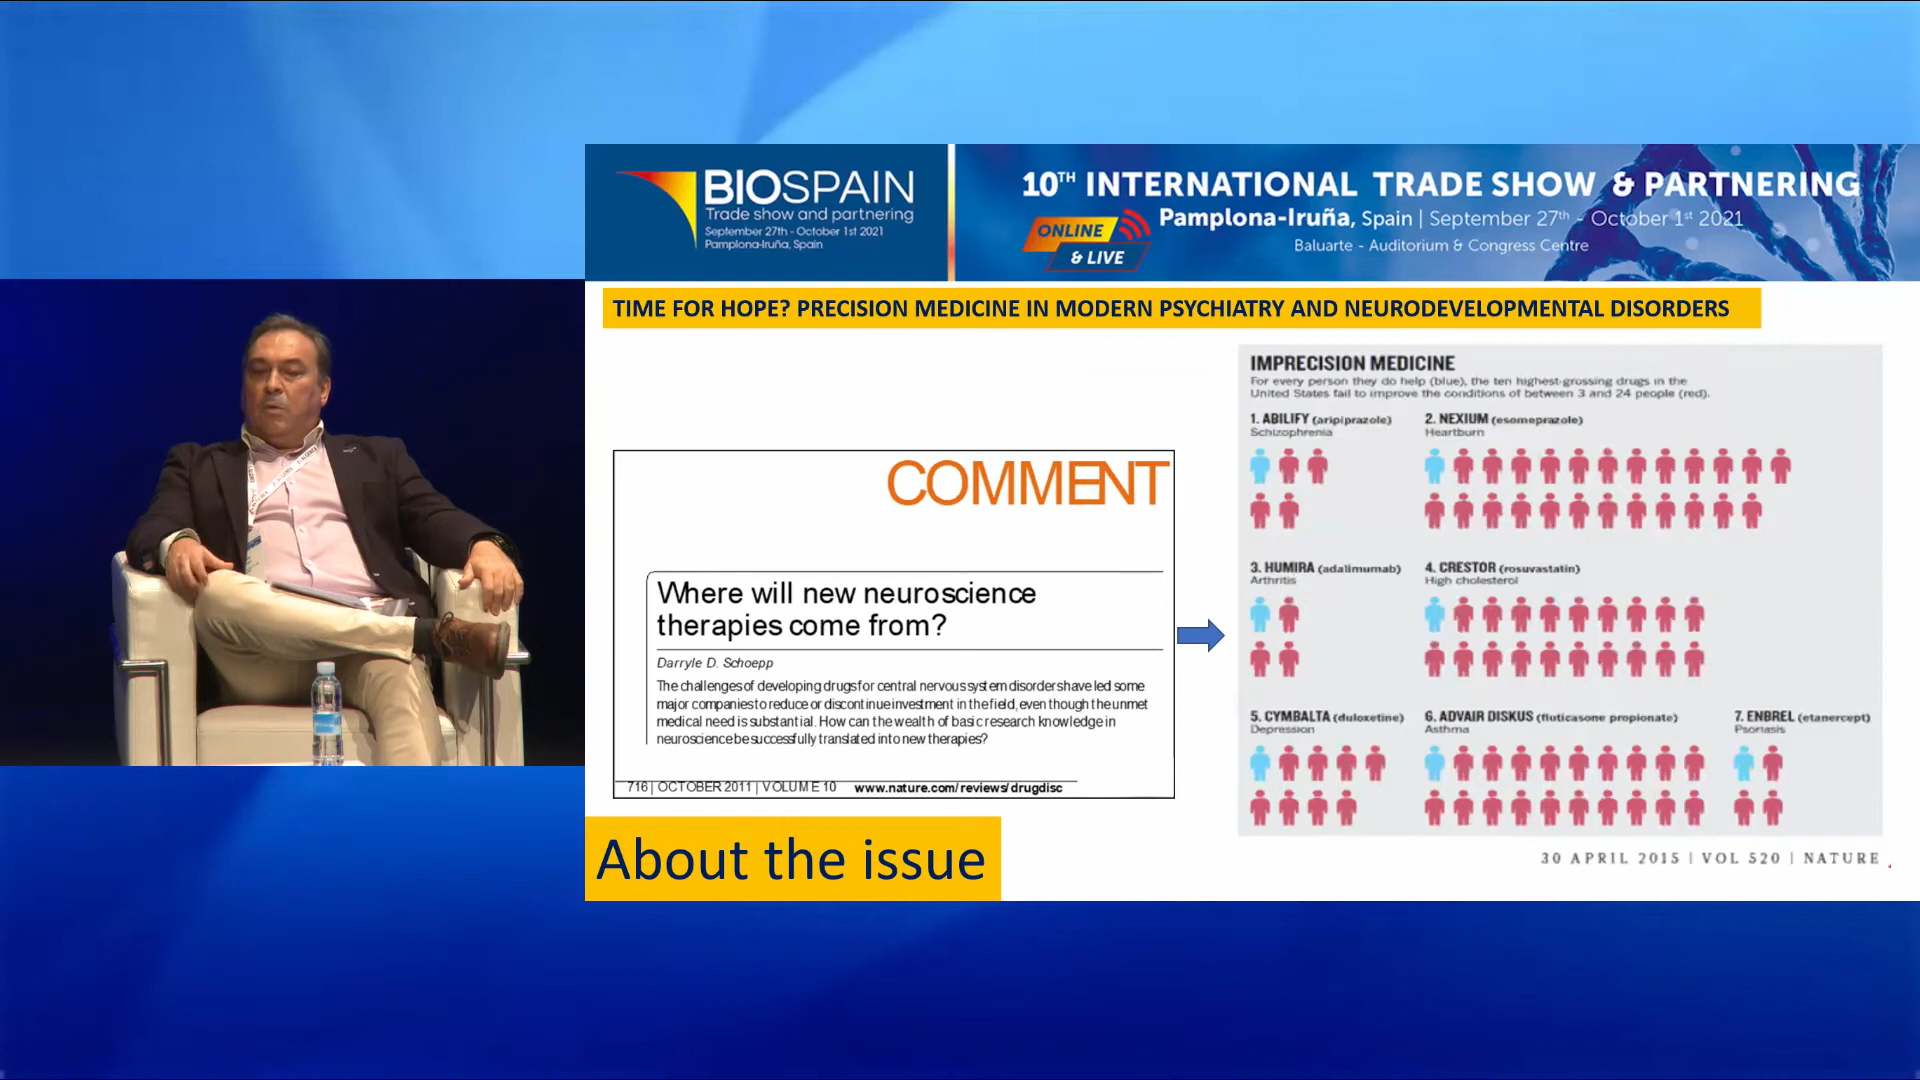 BIOSPAIN
Trade show and partnering
September 27th - October 1st 2021
Pamplona-Iruña, Spain
10TH INTERNATIONAL TRADE SHOW & PARTNERING
ONLINE
& LIVE
Pamplona-Iruña, Spain | September 27th - October 1st 2021
Baluarte - Auditorium & Congress Centre
TIME FOR HOPE? PRECISION MEDICINE IN MODERN PSYCHIATRY AND NEURODEVELOPMENTAL DISORDERS
COMMENT
Where will new neuroscience
therapies come from?
Darryle D. Schoepp
The challenges of developing drugs for central nervous system disorders have led some
major companies to reduce or discontinue investment in the field, even though the unmet
medical need is substantial. How can the wealth of basic research knowledge in
neuroscience be successfully translated into new therapies?
716 | OCTOBER 2011 | VOLUME 10 www.nature.com/reviews/drugdisc
IMPRECISION MEDICINE
For every person they do help (blue), the ten highest-grossing drugs in the
United States fail to improve the conditions of between 3 and 24 people (red).
1. ABILIFY (aripiprazole)
Schizophrenia
2. NEXIUM (esomeprazole)
Heartburn
3. HUMIRA (adalimumab)
Arthritis
4. CRESTOR (rosuvastatin)
High cholesterol
5. CYMBALTA (duloxetine)
Depression
6. ADVAIR DISKUS (fluticasone propionate)
Asthma
7. ENBREL (etanercept)
Psoriasis
30 APRIL 2015 | VOL 520 | NATURE
About the issue